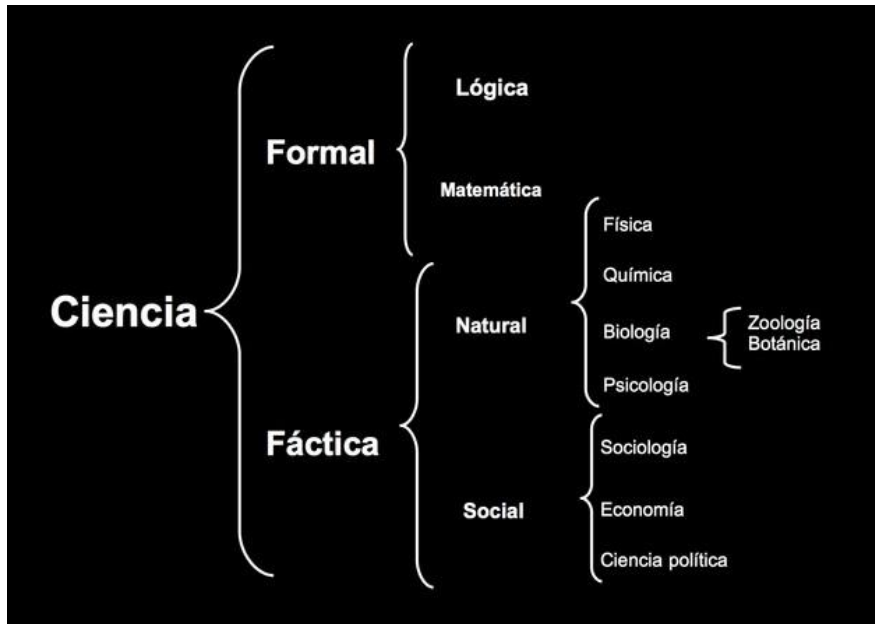 Ciencia
Formal
Lógica
Matemática
Fáctica
Natural
Física
Química
Biología
Zoología
Botánica
Psicología
Social
Sociología
Economía
Ciencia política